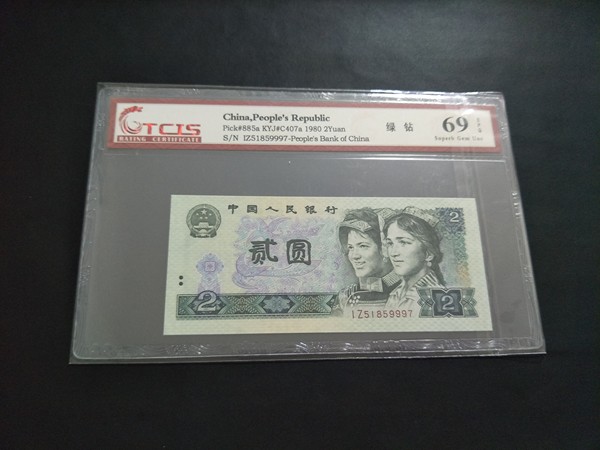 TCIS
RATING CERTIFICATE
China,People's Republic
Pick#885a KYJ#C407a 1980 2Yuan
S/N IZ51859997-People's Bank of China
绿 钻
69 EPQ
Superb Gem Unc
中国人民银行
2
贰圆
2
2
IZ51859997